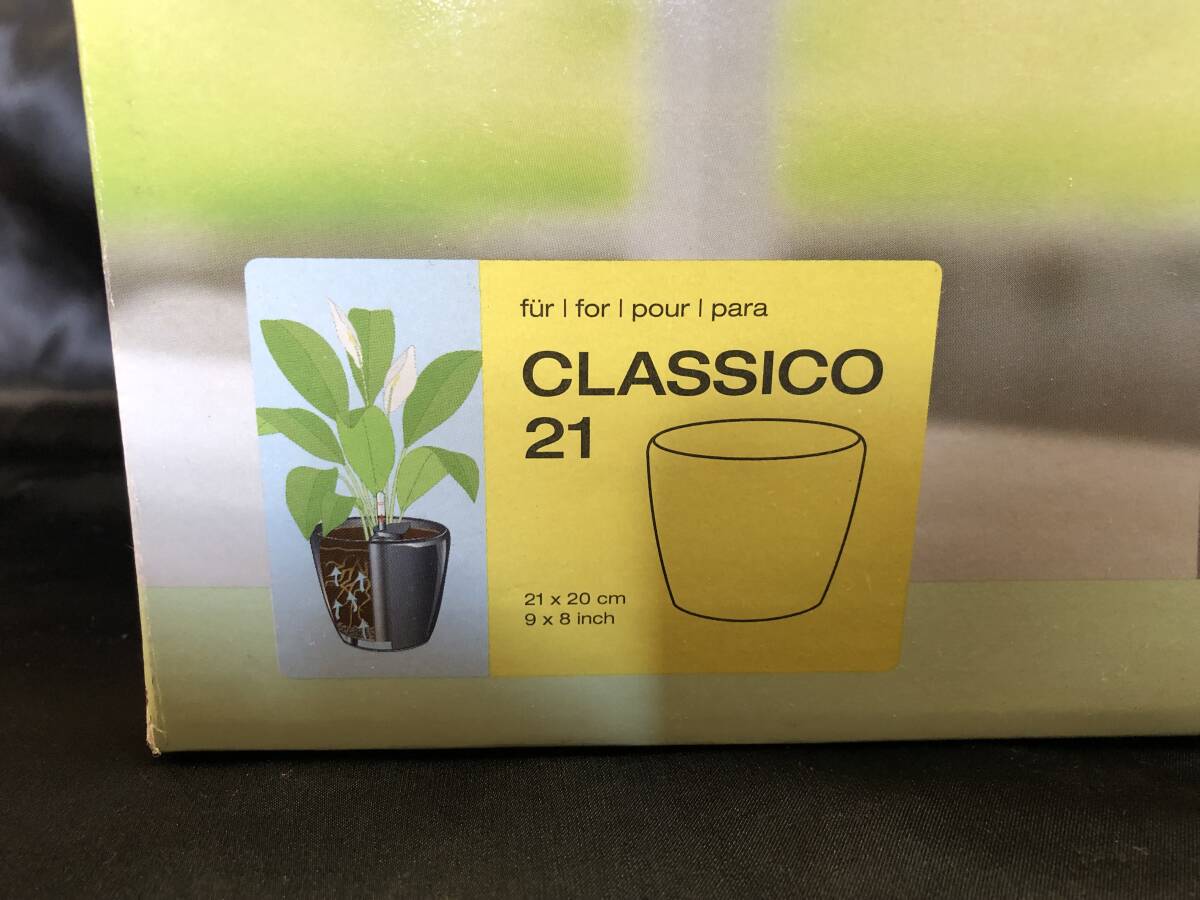 für | for | pour | para
CLASSICO
21
21 x 20 cm
9 x 8 inch